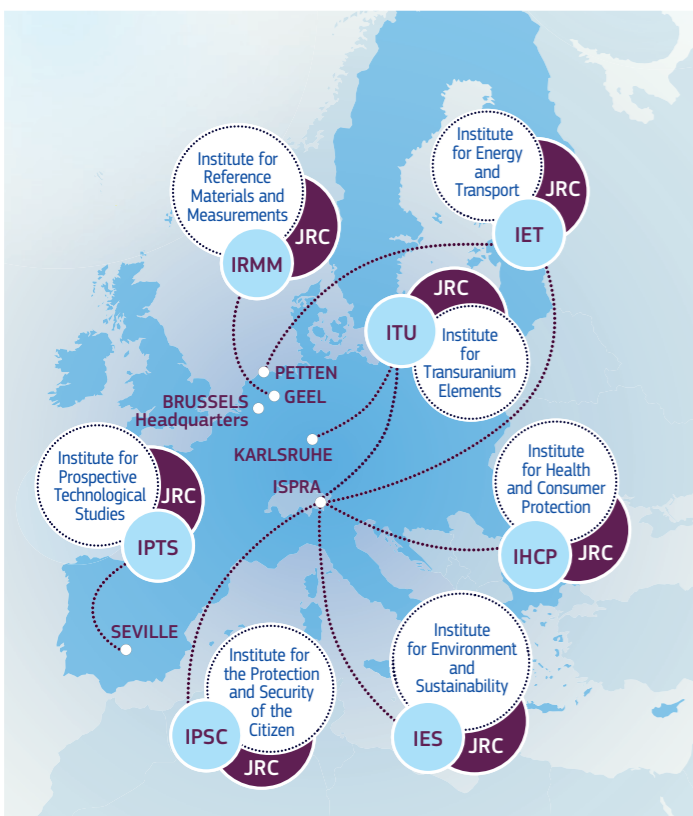 Institute for
Reference
Materials and
Measurements
JRC
IRMM
Institute
for Energy
and
Transport
JRC
IET
JRC
ITU
Institute
for
Transuranium
Elements
PETTEN
GEEL
BRUSSELS
Headquarters
KARLSRUHE
ISPRA
Institute for
Prospective
Technological
Studies
JRC
IPTS
SEVILLE
Institute
for Health
and Consumer
Protection
IHCP
JRC
Institute for
the Protection
and Security
of the
Citizen
IPSC
JRC
Institute
for Environment
and
Sustainability
IES
JRC